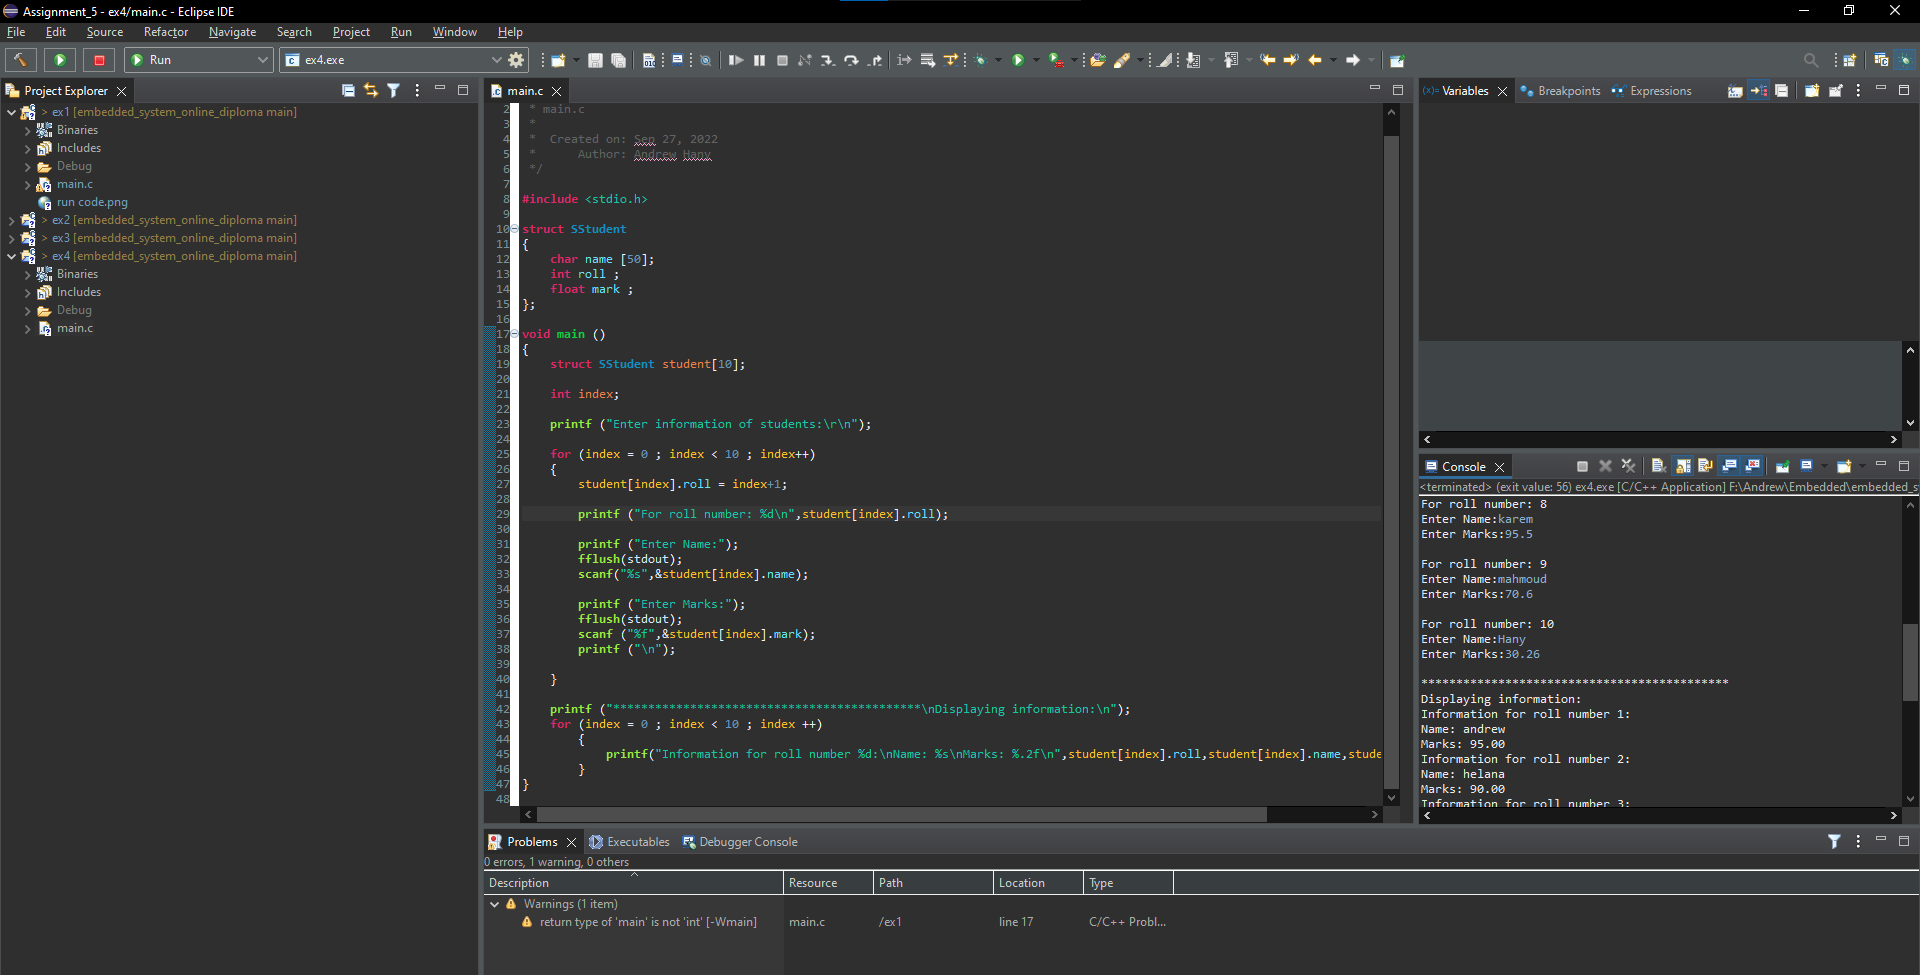 Assignment_5 - ex4/main.c - Eclipse IDE
File Edit Source Refactor Navigate Search Project Run Window Help
Run
ex4.exe
Project Explorer
> ex1 [embedded_system_online_diploma main]
Binaries
Includes
Debug
main.c
run code.png
> ex2 [embedded_system_online_diploma main]
> ex3 [embedded_system_online_diploma main]
> ex4 [embedded_system_online_diploma main]
Binaries
Includes
Debug
main.c
main.c
2 * main.c
3 *
4 *  Created on: Sep 27, 2022
5 *      Author: Andrew Hany
6 */
7
8 #include <stdio.h>
9
10 struct SStudent
11 {
12     char name [50];
13     int roll ;
14     float mark ;
15 };
16
17 void main ()
18 {
19     struct SStudent student[10];
20
21     int index;
22
23     printf ("Enter information of students:\r\n");
24
25     for (index = 0 ; index < 10 ; index++)
26     {
27         student[index].roll = index+1;
28
29         printf ("For roll number: %d\n",student[index].roll);
30
31         printf ("Enter Name:");
32         fflush(stdout);
33         scanf("%s",&student[index].name);
34
35         printf ("Enter Marks:");
36         fflush(stdout);
37         scanf ("%f",&student[index].mark);
38         printf ("\n");
39
40     }
41
42     printf ("********************************************\nDisplaying information:\n");
43     for (index = 0 ; index < 10 ; index ++)
44         {
45             printf("Information for roll number %d:\nName: %s\nMarks: %.2f\n",student[index].roll,student[index].name,stude
46         }
47 }
48
(x)= Variables
Breakpoints
Expressions
Console
<terminated> (exit value: 56) ex4.exe [C/C++ Application] F:\Andrew\Embedded\embedded_s
For roll number: 8
Enter Name:karem
Enter Marks:95.5
For roll number: 9
Enter Name:mahmoud
Enter Marks:70.6
For roll number: 10
Enter Name:Hany
Enter Marks:30.26
********************************************
Displaying information:
Information for roll number 1:
Name: andrew
Marks: 95.00
Information for roll number 2:
Name: helana
Marks: 90.00
Information for roll number 3:
Problems
Executables
Debugger Console
0 errors, 1 warning, 0 others
Description Resource Path Location Type
Warnings (1 item)
return type of 'main' is not 'int' [-Wmain] main.c /ex1 line 17 C/C++ Probl...